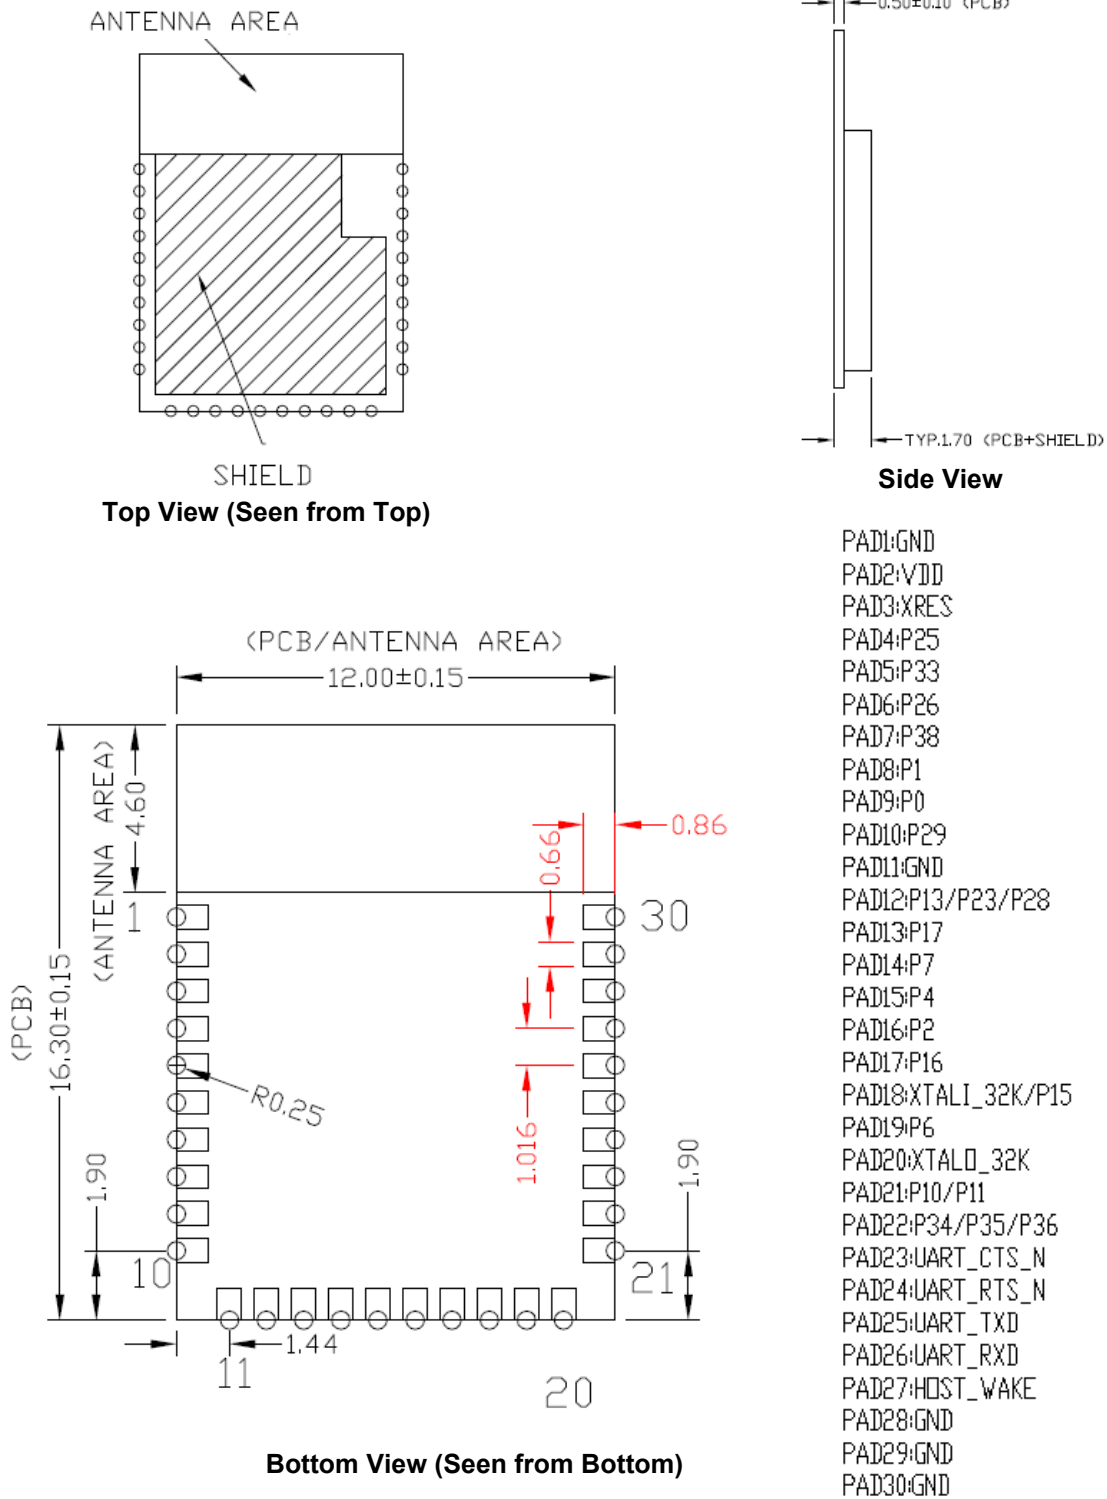 ANTENNA AREA
0.50±0.10 (PCB)
SHIELD
Top View (Seen from Top)
TYP.1.70 (PCB+SHIELD)
Side View
(PCB/ANTENNA AREA)
12.00±0.15
(PCB)
16.30±0.15
(ANTENNA AREA)
4.60
0.86
0.66
1
30
1.016
R0.25
1.90
1.90
10
21
1.44
11
20
Bottom View (Seen from Bottom)
PAD1:GND
PAD2:VDD
PAD3:XRES
PAD4:P25
PAD5:P33
PAD6:P26
PAD7:P38
PAD8:P1
PAD9:P0
PAD10:P29
PAD11:GND
PAD12:P13/P23/P28
PAD13:P17
PAD14:P7
PAD15:P4
PAD16:P2
PAD17:P16
PAD18:XTALI_32K/P15
PAD19:P6
PAD20:XTALO_32K
PAD21:P10/P11
PAD22:P34/P35/P36
PAD23:UART_CTS_N
PAD24:UART_RTS_N
PAD25:UART_TXD
PAD26:UART_RXD
PAD27:HOST_WAKE
PAD28:GND
PAD29:GND
PAD30:GND